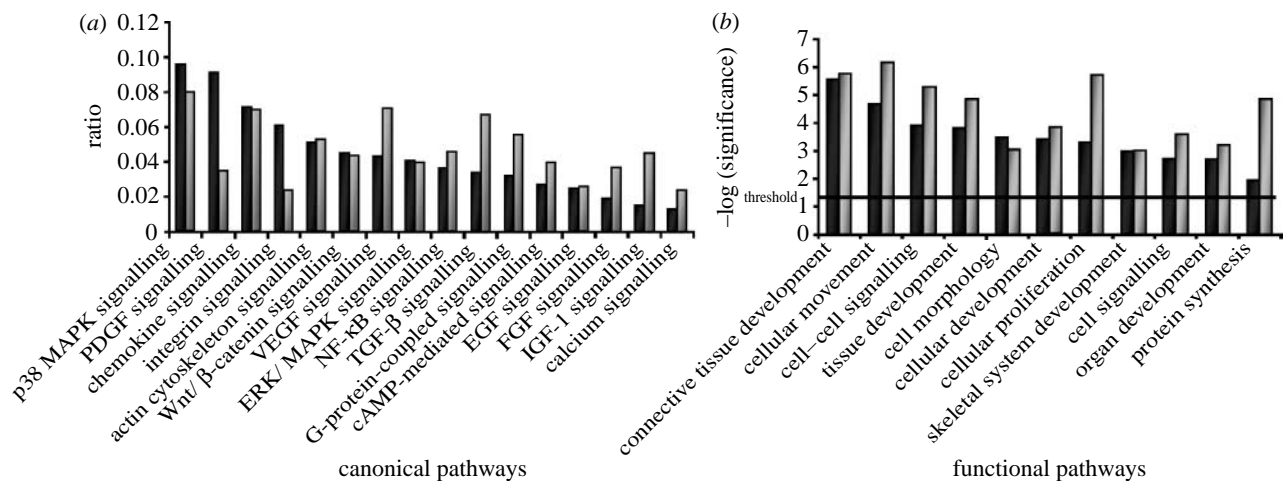 (a)
0.12
0.10
0.08
0.06
0.04
0.02
0
ratio
p38 MAPK signalling
PDGF signalling
chemokine signalling
integrin signalling
actin cytoskeleton signalling
Wnt/ β-catenin signalling
VEGF signalling
ERK/ MAPK signalling
NF-κB signalling
TGF-β signalling
G-protein-coupled signalling
cAMP-mediated signalling
EGF signalling
FGF signalling
IGF-1 signalling
calcium signalling
canonical pathways
(b)
7
6
5
4
3
2
1
0
–log (significance)
threshold
connective tissue development
cellular movement
cell–cell signalling
tissue development
cell morphology
cellular development
cellular proliferation
skeletal system development
cell signalling
organ development
protein synthesis
functional pathways